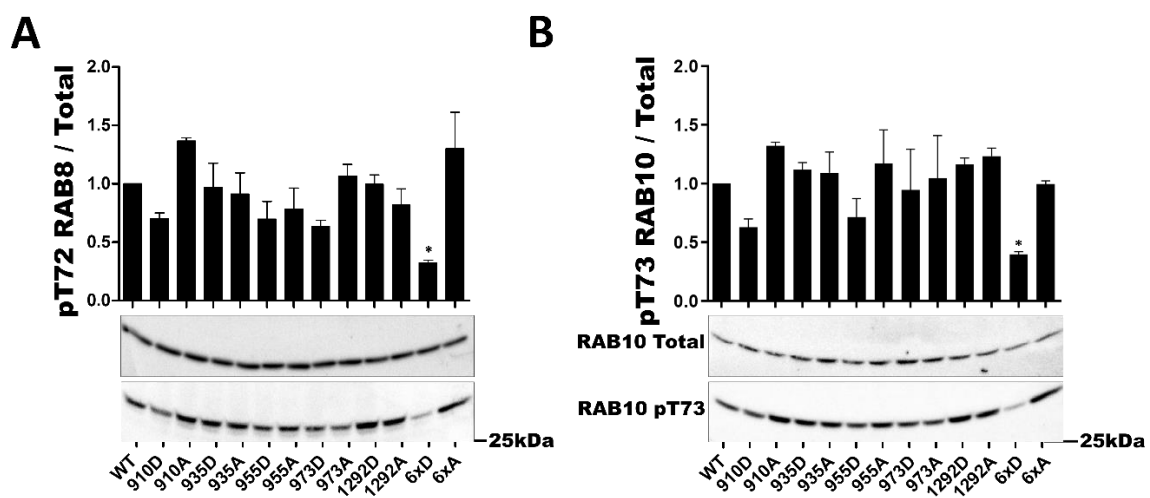 A
pT72 RAB8 / Total
2.0
1.5
1.0
0.5
0.0
*
25kDa
WT
910D
910A
935D
935A
955D
955A
973D
973A
1292D
1292A
6xD
6xA
B
pT73 RAB10 / Total
2.0
1.5
1.0
0.5
0.0
*
RAB10 Total
RAB10 pT73
25kDa
WT
910D
910A
935D
935A
955D
955A
973D
973A
1292D
1292A
6xD
6xA